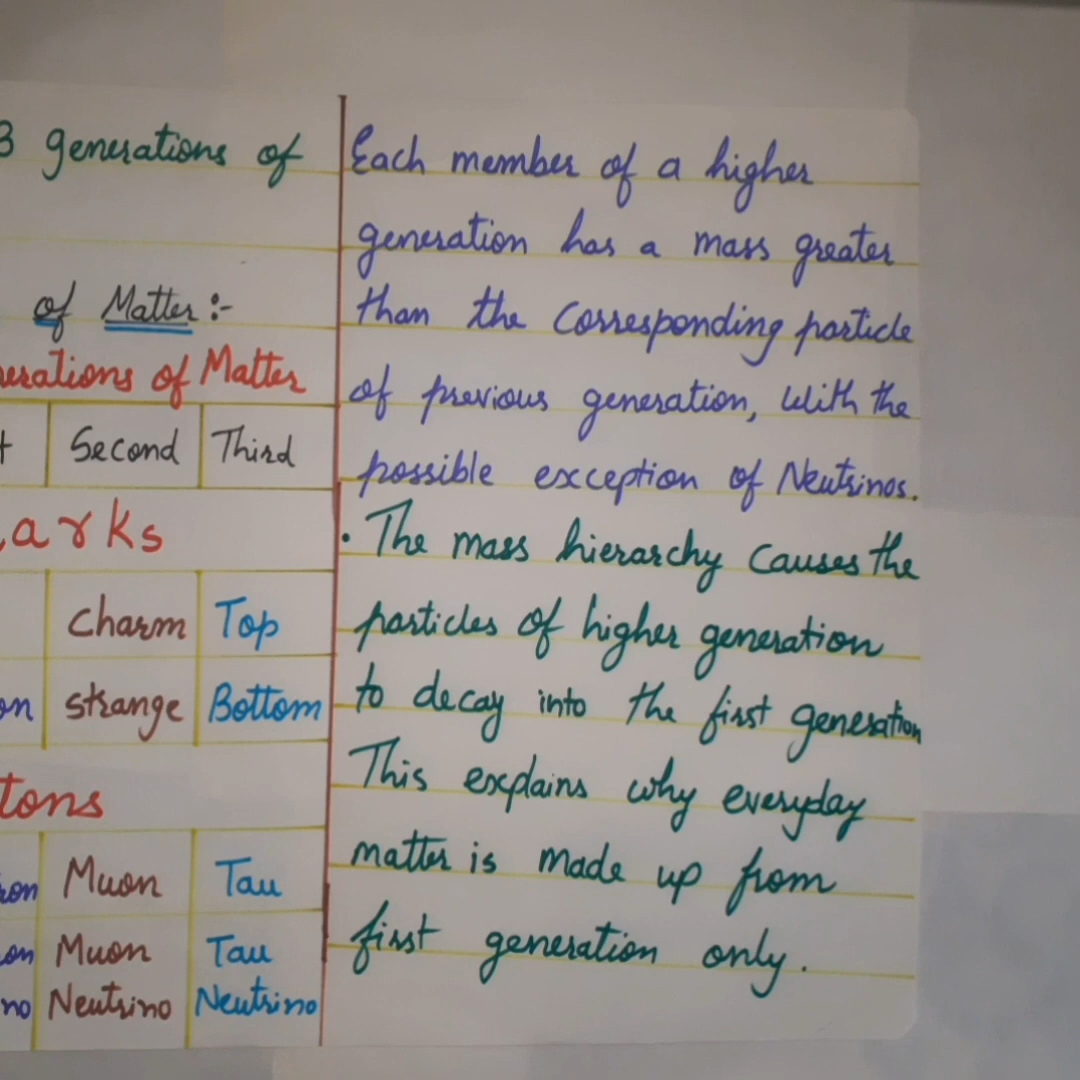 3 generations of
of Matter :-
erations of Matter
Second Third
arks
Charm Top
on strange Bottom
tons
ron Muon Tau
on Muon Tau
no Neutrino Neutrino
Each member of a higher
generation has a mass greater
than the corresponding particle
of previous generation, with the
possible exception of Neutrinos.
• The mass hierarchy causes the
particles of higher generation
to decay into the first generation
This explains why everyday
matter is made up from
first generation only.